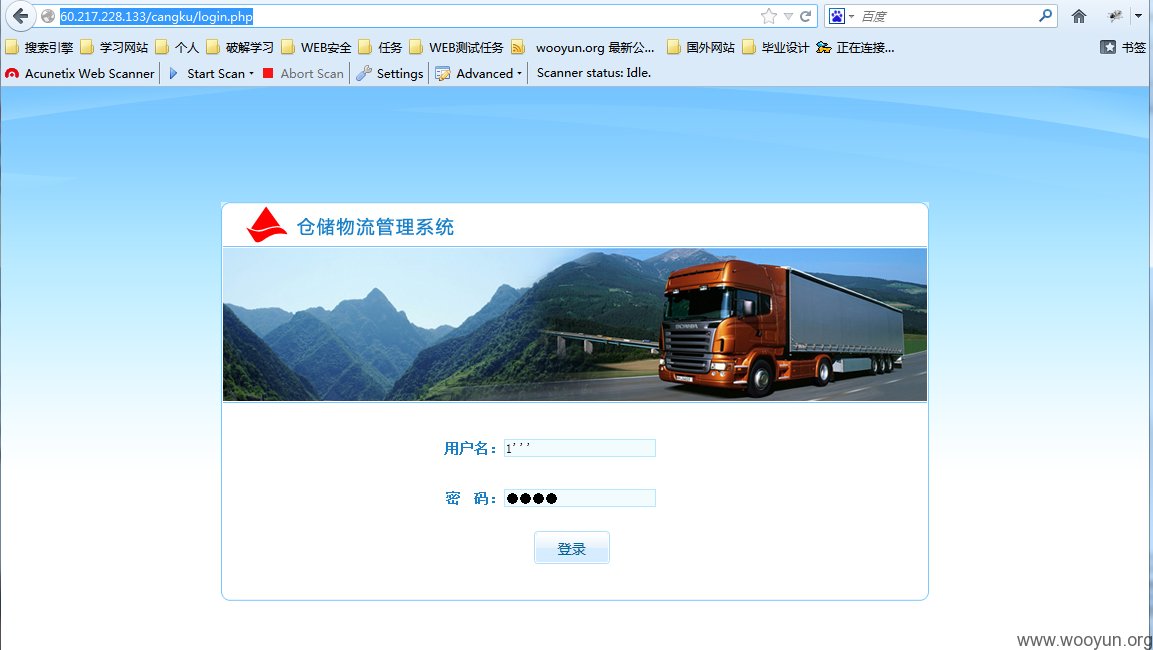 60.217.228.133/cangku/login.php 百度
搜索引擎 学习网站 个人 破解学习 WEB安全 任务 WEB测试任务 wooyun.org 最新公... 国外网站 毕业设计 正在连接... 书签
Acunetix Web Scanner Start Scan Abort Scan Settings Advanced Scanner status: Idle.
仓储物流管理系统
SCANIA
用户名： 1'''
密 码： ●●●●
登录
www.wooyun.org